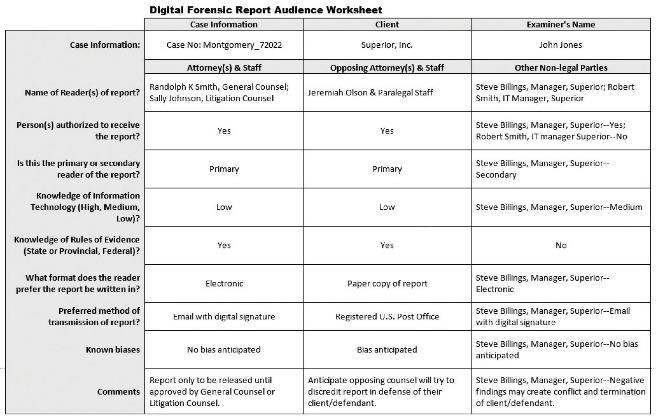 Digital Forensic Report Audience Worksheet
Case Information Client Examiner's Name
Case Information: Case No: Montgomery_72022 Superior, Inc. John Jones
Attorney(s) & Staff Opposing Attorney(s) & Staff Other Non-legal Parties
Name of Reader(s) of report?
Randolph K Smith, General Counsel;
Sally Johnson, Litigation Counsel
Jeremiah Olson & Paralegal Staff
Steve Billings, Manager, Superior; Robert
Smith, IT Manager, Superior
Person(s) authorized to receive
the report?
Yes
Yes
Steve Billings, Manager, Superior--Yes;
Robert Smith, IT manager Superior--No
Is this the primary or secondary
reader of the report?
Primary
Primary
Steve Billings, Manager, Superior--
Secondary
Knowledge of Information
Technology (High, Medium,
Low)?
Low
Low
Steve Billings, Manager, Superior--Medium
Knowledge of Rules of Evidence
(State or Provincial, Federal)?
Yes
Yes
No
What format does the reader
prefer the report be written in?
Electronic
Paper copy of report
Steve Billings, Manager, Superior--
Electronic
Preferred method of
transmission of report?
Email with digital signature
Registered U.S. Post Office
Steve Billings, Manager, Superior--Email
with digital signature
Known biases
No bias anticipated
Bias anticipated
Steve Billings, Manager, Superior--No bias
anticipated
Comments
Report only to be released until
approved by General Counsel or
Litigation Counsel.
Anticipate opposing counsel will try to
discredit report in defense of their
client/defendant.
Steve Billings, Manager, Superior--Negative
findings may create conflict and termination
of client/defendant.